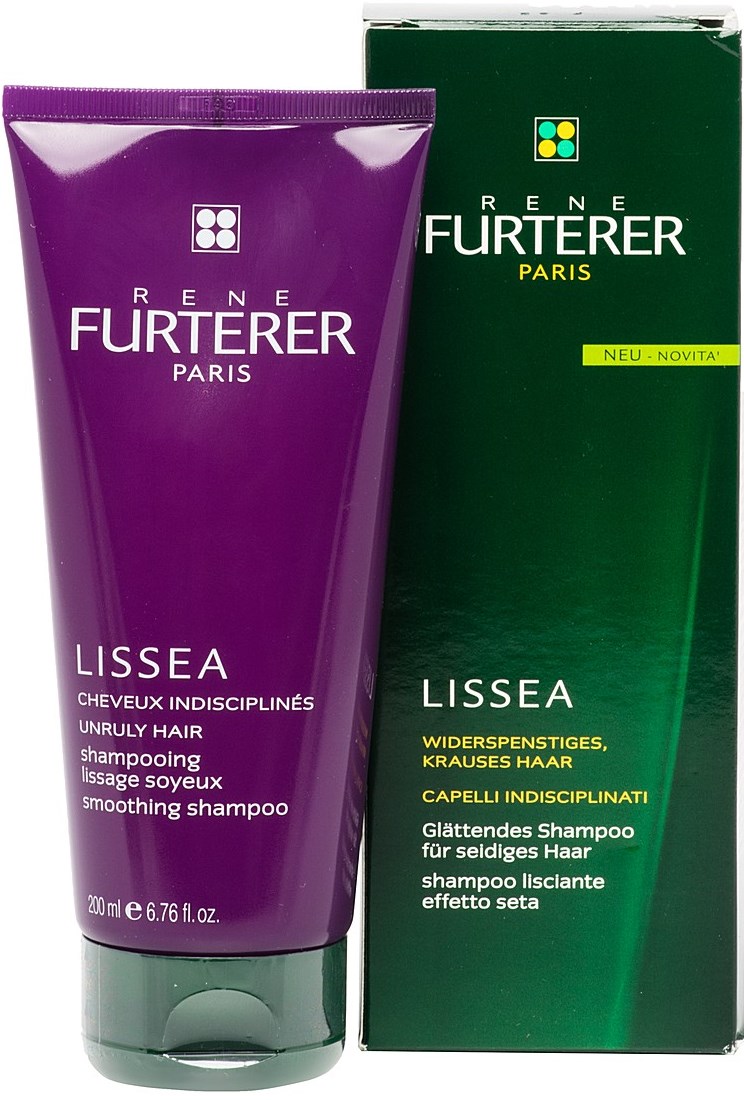 RENE
FURTERER
PARIS
LISSEA
CHEVEUX INDISCIPLINÉS
UNRULY HAIR
shampooing
lissage soyeux
smoothing shampoo
200 ml e 6.76 fl. oz.
RENE
FURTERER
PARIS
NEU - NOVITA'
LISSEA
WIDERSPENSTIGES,
KRAUSES HAAR
CAPELLI INDISCIPLINATI
Glättendes Shampoo
für seidiges Haar
shampoo lisciante
effetto seta